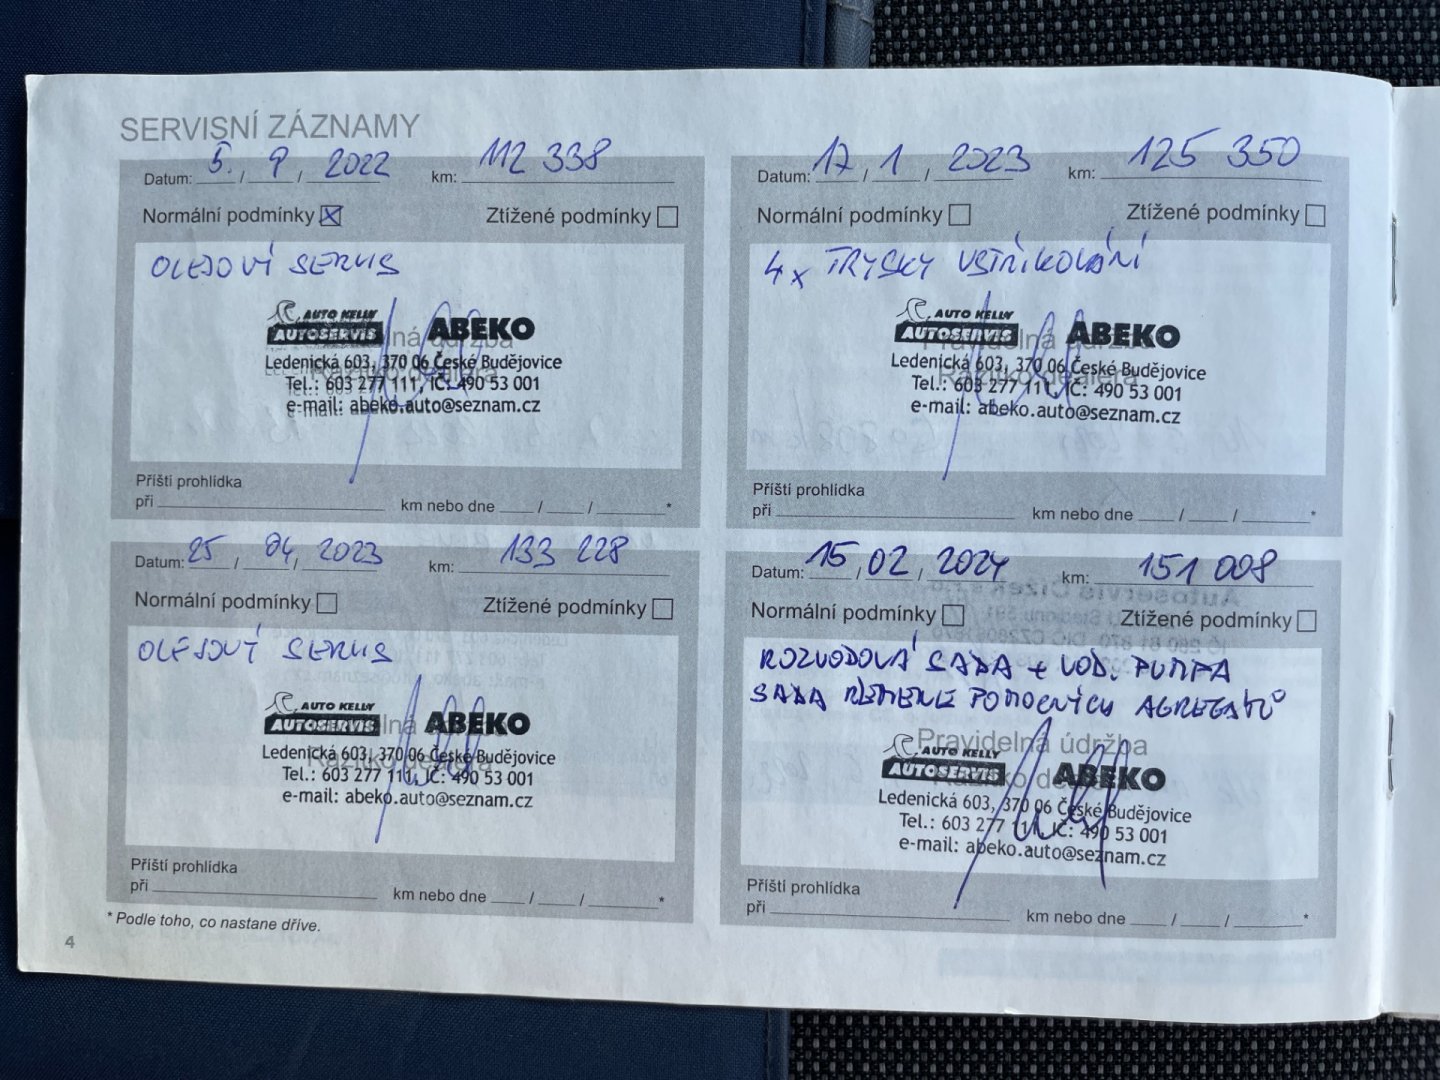 SERVISNÍ ZÁZNAMY
Datum: 5. / 9 / 2022 km: 112 338
Normální podmínky Ztížené podmínky
OLEJOVÝ SERVIS
AUTO KELLY
AUTOSERVIS ABEKO
Ledenická 603, 370 06 České Budějovice
Tel.: 603 277 111, IČ: 490 53 001
e-mail: abeko.auto@seznam.cz
Příští prohlídka
při km nebo dne / / *
Datum: 17 / 1 / 2023 km: 125 350
Normální podmínky Ztížené podmínky
4x TRYSKY VSTŘIKOVÁNÍ
AUTO KELLY
AUTOSERVIS ABEKO
Ledenická 603, 370 06 České Budějovice
Tel.: 603 277 111, IČ: 490 53 001
e-mail: abeko.auto@seznam.cz
Příští prohlídka
při km nebo dne / / *
Datum: 25 / 04 / 2023 km: 133 228
Normální podmínky Ztížené podmínky
OLEJOVÝ SERVIS
AUTO KELLY
AUTOSERVIS ABEKO
Ledenická 603, 370 06 České Budějovice
Tel.: 603 277 111, IČ: 490 53 001
e-mail: abeko.auto@seznam.cz
Příští prohlídka
při km nebo dne / / *
Datum: 15 / 02 / 2024 km: 151 008
Normální podmínky Ztížené podmínky
ROZVODOVÁ SADA + VOD. PUMPA
SADA ŘEMENE POMOCNÝCH AGREGÁTŮ
Pravidelná údržba
AUTO KELLY
AUTOSERVIS ABEKO
Ledenická 603, 370 06 České Budějovice
Tel.: 603 277 111, IČ: 490 53 001
e-mail: abeko.auto@seznam.cz
Příští prohlídka
při km nebo dne / / *
* Podle toho, co nastane dříve.
4